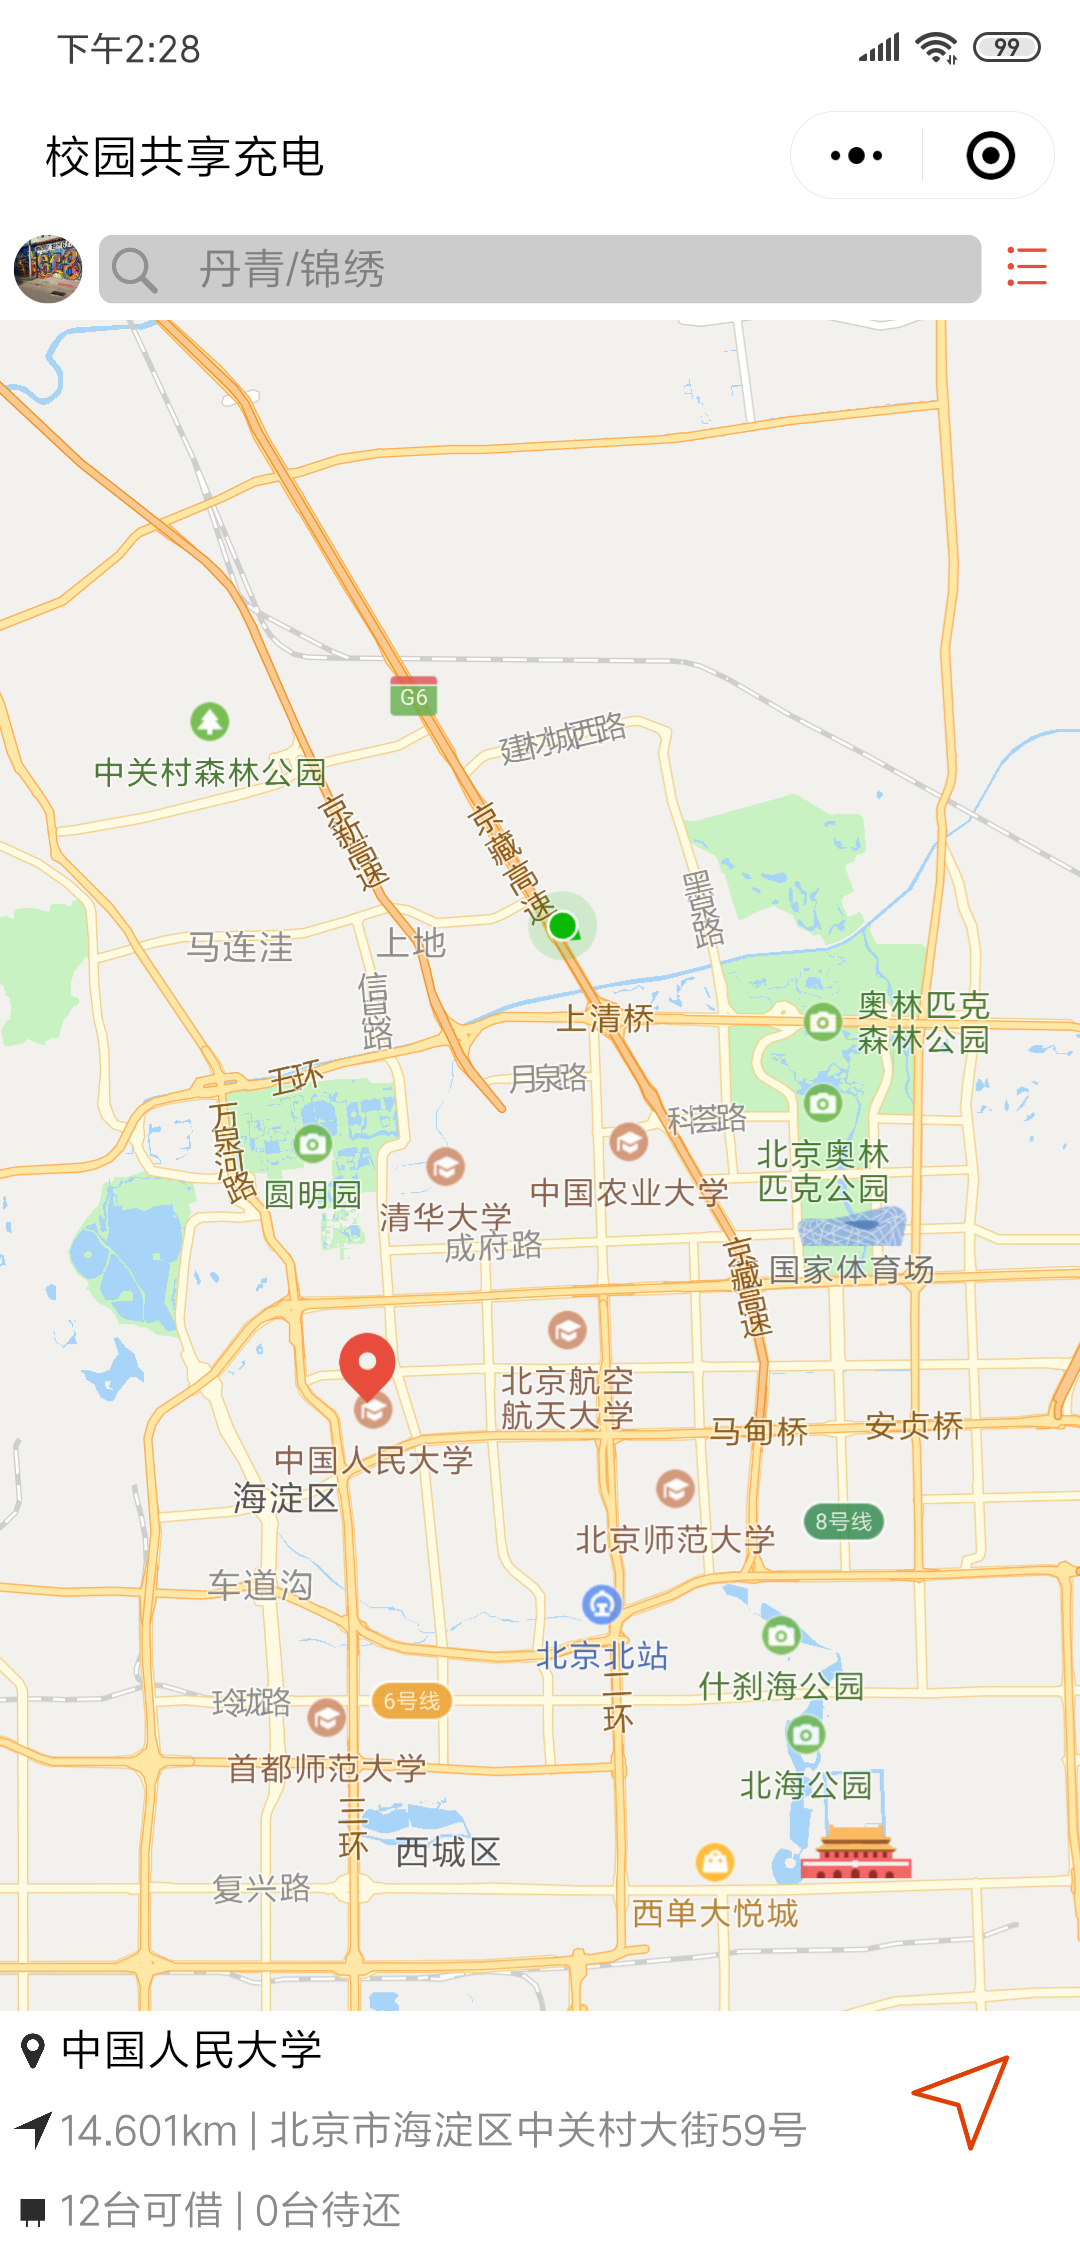 下午2:28
99
校园共享充电
丹青/锦绣
G6
建材城西路
中关村森林公园
京新高速
京藏高速
黑泉路
马连洼
上地
信息路
奥林匹克
森林公园
上清桥
五环
月泉路
万泉河路
科荟路
北京奥林
匹克公园
圆明园
清华大学
中国农业大学
成府路
京藏高速
国家体育场
北京航空
航天大学
马甸桥
安贞桥
中国人民大学
海淀区
北京师范大学
8号线
车道沟
北京北站
二环
什刹海公园
玲珑路
6号线
首都师范大学
北海公园
三环
西城区
复兴路
西单大悦城
中国人民大学
14.601km | 北京市海淀区中关村大街59号
12台可借 | 0台待还